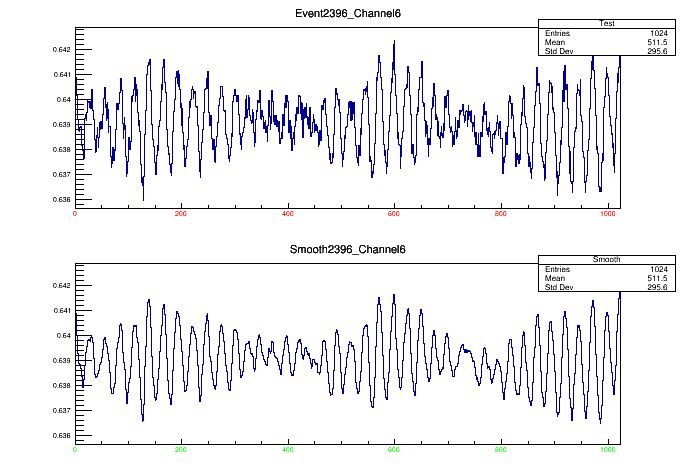 Event2396_Channel6
Test
Entries 1024
Mean 511.5
Std Dev 295.6
0.642
0.641
0.64
0.639
0.638
0.637
0.636
0 200 400 600 800 1000
Smooth2396_Channel6
Smooth
Entries 1024
Mean 511.5
Std Dev 295.6
0.642
0.641
0.64
0.639
0.638
0.637
0.636
0 200 400 600 800 1000